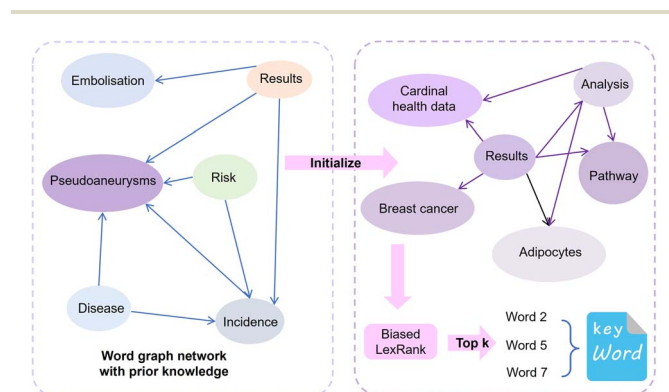 Embolisation
Results
Pseudoaneurysms
Risk
Disease
Incidence
Word graph network
with prior knowledge
Initialize
Cardinal
health data
Analysis
Results
Pathway
Breast cancer
Adipocytes
Biased
LexRank
Top k
Word 2
Word 5
Word 7
key
Word